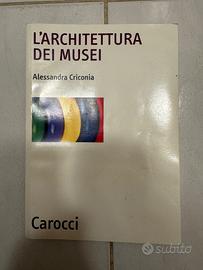 L'ARCHITETTURA
DEI MUSEI
Alessandra Criconia
Carocci
subito